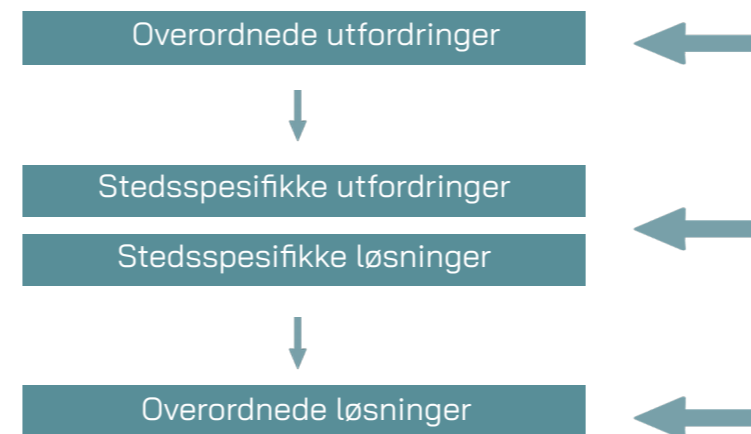 Overordnede utfordringer
Stedsspesifikke utfordringer
Stedsspesifikke løsninger
Overordnede løsninger